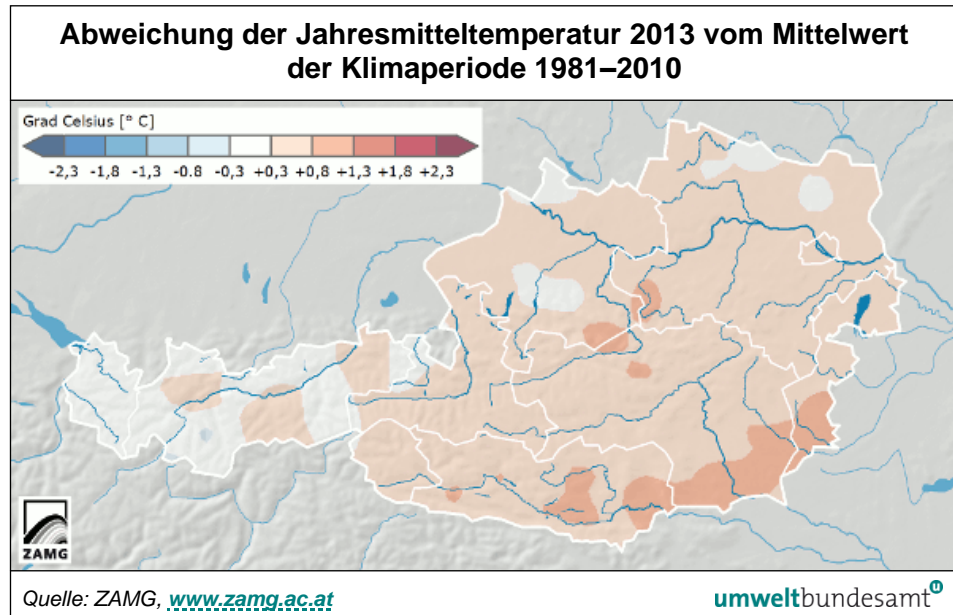 Abweichung der Jahresmitteltemperatur 2013 vom Mittelwert
der Klimaperiode 1981–2010
Grad Celsius [° C]
-2,3 -1,8 -1,3 -0.8 -0,3 +0,3 +0,8 +1,3 +1,8 +2,3
ZAMG
Quelle: ZAMG, www.zamg.ac.at
umweltbundesamt u